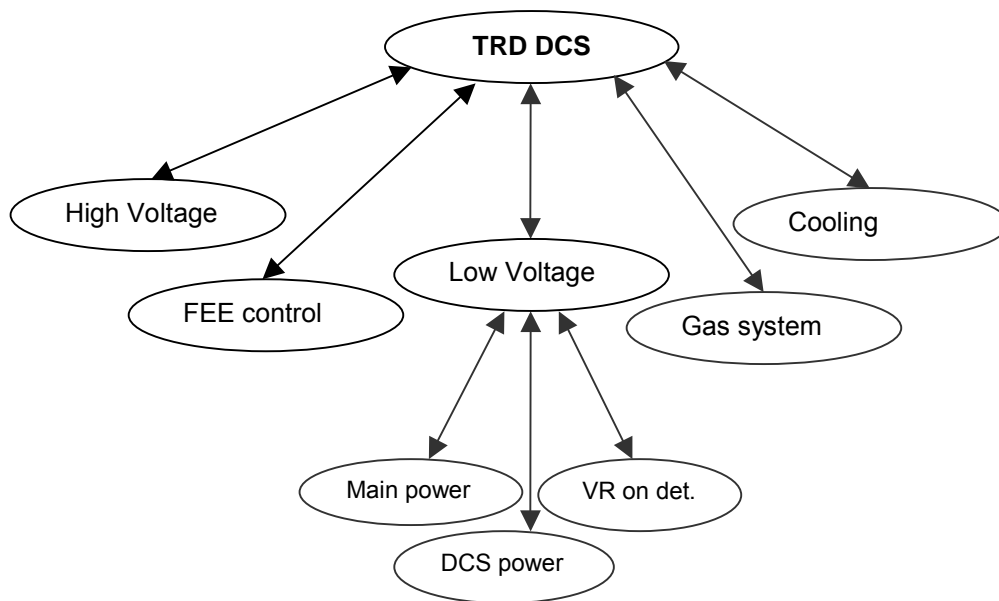 TRD DCS
High Voltage
Cooling
Low Voltage
FEE control
Gas system
Main power
VR on det.
DCS power